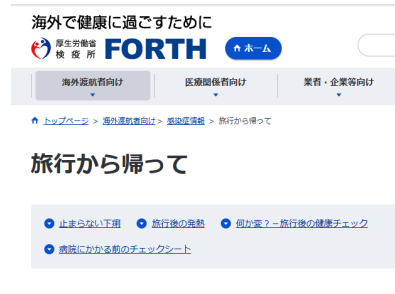 海外で健康に過ごすために
厚生労働省
検疫所
FORTH
ホーム
海外渡航者向け
医療関係者向け
業者・企業等向け
トップページ > 海外渡航者向け > 感染症情報 > 旅行から帰って
旅行から帰って
止まらない下痢 旅行後の発熱 何か変？－旅行後の健康チェック
病院にかかる前のチェックシート